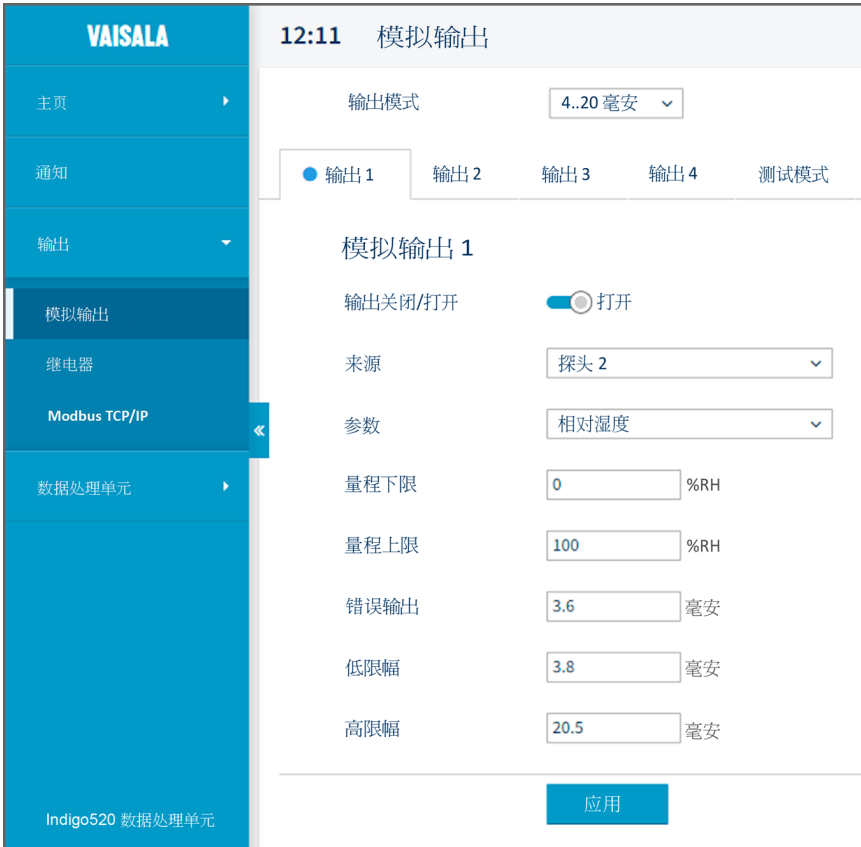 VAISALA
12:11 模拟输出
主页
通知
输出
模拟输出
继电器
Modbus TCP/IP
数据处理单元
Indigo520 数据处理单元
输出模式 4..20 毫安
输出 1 输出 2 输出 3 输出 4 测试模式
模拟输出 1
输出关闭/打开 打开
来源 探头 2
参数 相对湿度
量程下限 0 %RH
量程上限 100 %RH
错误输出 3.6 毫安
低限幅 3.8 毫安
高限幅 20.5 毫安
应用